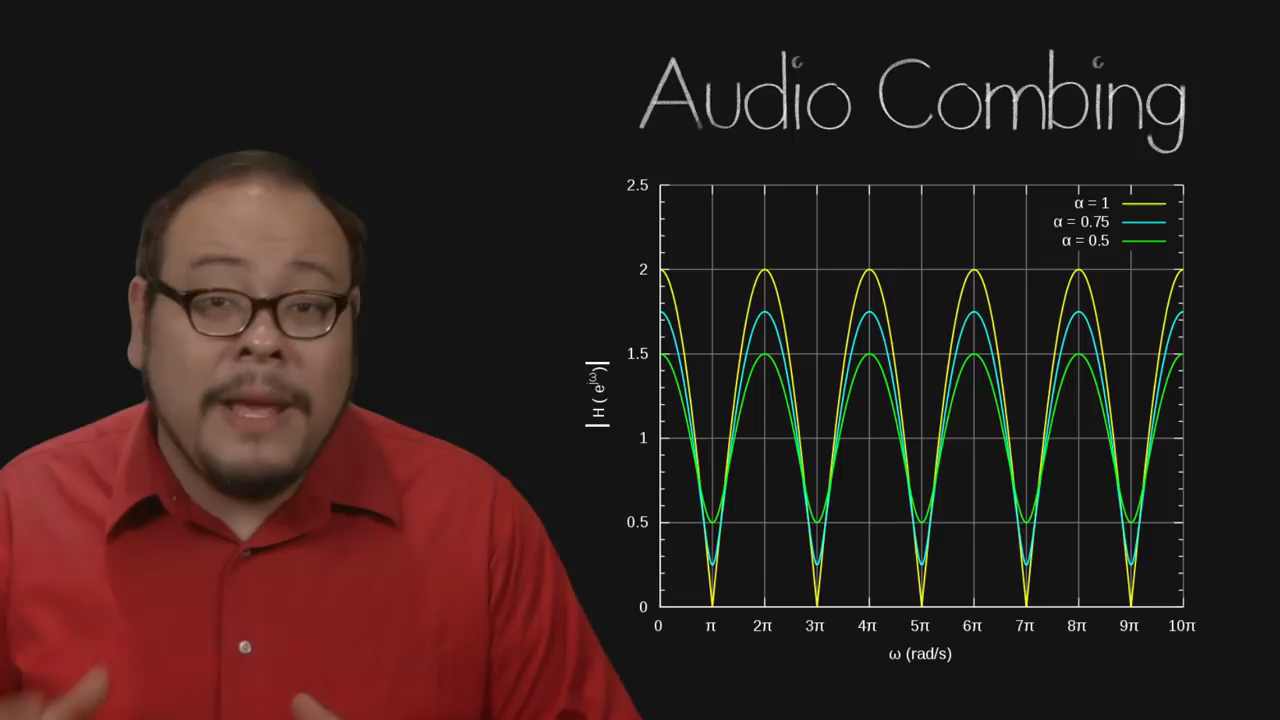 Audio Combing
2.5
2
1.5
1
0.5
0
| H ( e^jω)|
α = 1
α = 0.75
α = 0.5
0 π 2π 3π 4π 5π 6π 7π 8π 9π 10π
ω (rad/s)